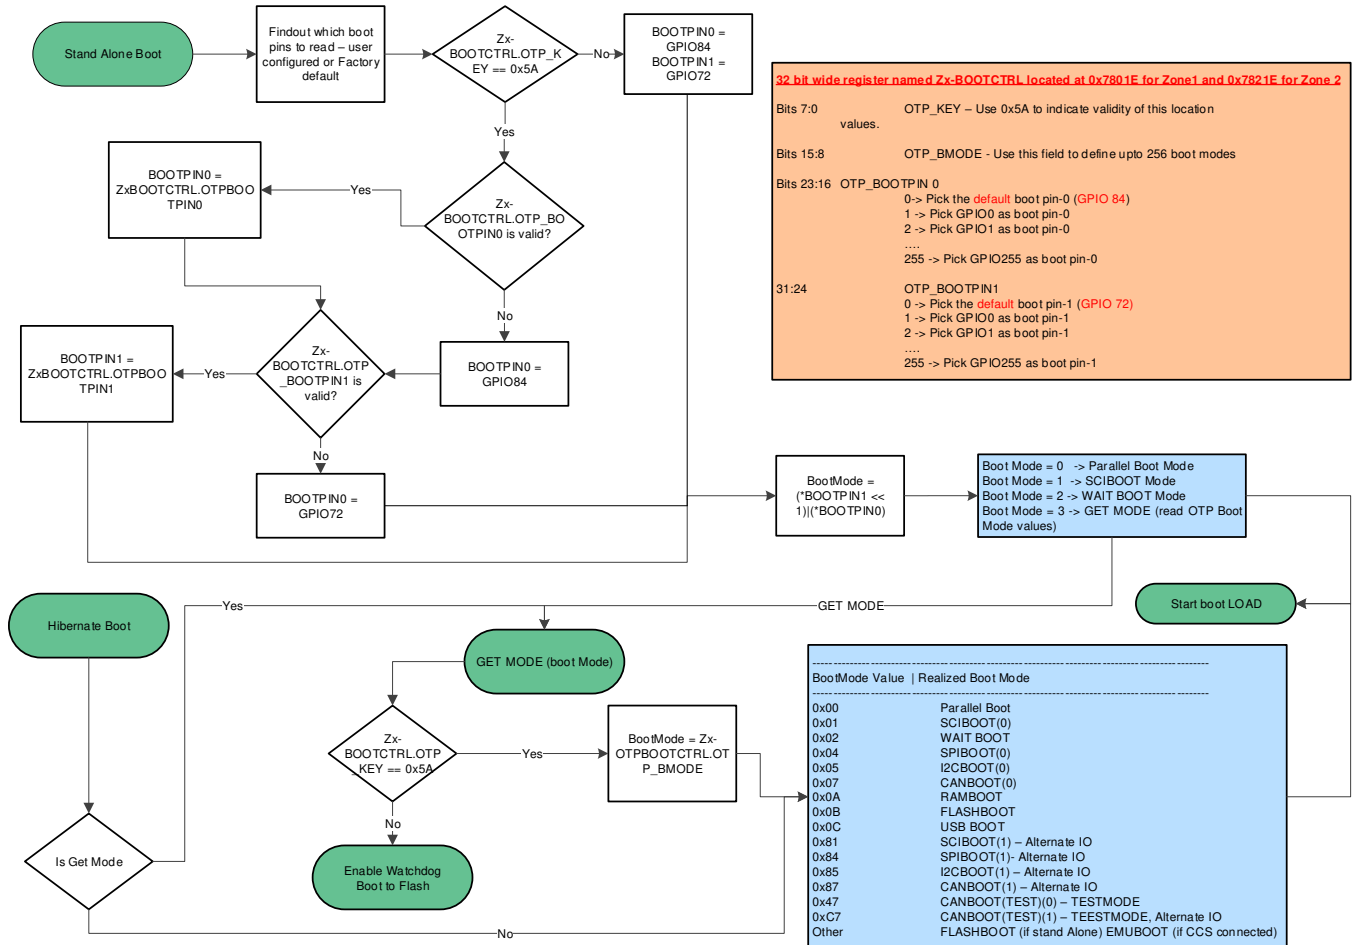 Stand Alone Boot
Findout which boot
pins to read – user
configured or Factory
default
Zx-
BOOTCTRL.OTP_K
EY == 0x5A
No
BOOTPIN0 =
GPIO84
BOOTPIN1 =
GPIO72
Yes
BOOTPIN0 =
ZxBOOTCTRL.OTPBOO
TPIN0
Yes
Zx-
BOOTCTRL.OTP_BO
OTPIN0 is valid?
No
BOOTPIN1 =
ZxBOOTCTRL.OTPBOO
TPIN1
Yes
Zx-
BOOTCTRL.OTP
_BOOTPIN1 is
valid?
BOOTPIN0 =
GPIO84
No
BOOTPIN0 =
GPIO72
32 bit wide register named Zx-BOOTCTRL located at 0x7801E for Zone1 and 0x7821E for Zone 2
Bits 7:0 OTP_KEY – Use 0x5A to indicate validity of this location
values.
Bits 15:8 OTP_BMODE - Use this field to define upto 256 boot modes
Bits 23:16 OTP_BOOTPIN 0
0-> Pick the default boot pin-0 (GPIO 84)
1 -> Pick GPIO0 as boot pin-0
2 -> Pick GPIO1 as boot pin-0
....
255 -> Pick GPIO255 as boot pin-0
31:24 OTP_BOOTPIN1
0 -> Pick the default boot pin-1 (GPIO 72)
1 -> Pick GPIO0 as boot pin-1
2 -> Pick GPIO1 as boot pin-1
....
255 -> Pick GPIO255 as boot pin-1
BootMode =
(*BOOTPIN1 <<
1)|(*BOOTPIN0)
Boot Mode = 0 -> Parallel Boot Mode
Boot Mode = 1 -> SCIBOOT Mode
Boot Mode = 2 -> WAIT BOOT Mode
Boot Mode = 3 -> GET MODE (read OTP Boot
Mode values)
Start boot LOAD
Hibernate Boot
Yes
GET MODE
GET MODE (boot Mode)
Zx-
BOOTCTRL.OTP
_KEY == 0x5A
Yes
BootMode = Zx-
OTPBOOTCTRL.OT
P_BMODE
No
Enable Watchdog
Boot to Flash
Is Get Mode
No
BootMode Value | Realized Boot Mode
0x00 Parallel Boot
0x01 SCIBOOT(0)
0x02 WAIT BOOT
0x04 SPIBOOT(0)
0x05 I2CBOOT(0)
0x07 CANBOOT(0)
0x0A RAMBOOT
0x0B FLASHBOOT
0x0C USB BOOT
0x81 SCIBOOT(1) – Alternate IO
0x84 SPIBOOT(1)- Alternate IO
0x85 I2CBOOT(1) – Alternate IO
0x87 CANBOOT(1) – Alternate IO
0x47 CANBOOT(TEST)(0) – TESTMODE
0xC7 CANBOOT(TEST)(1) – TEESTMODE, Alternate IO
Other FLASHBOOT (if stand Alone) EMUBOOT (if CCS connected)